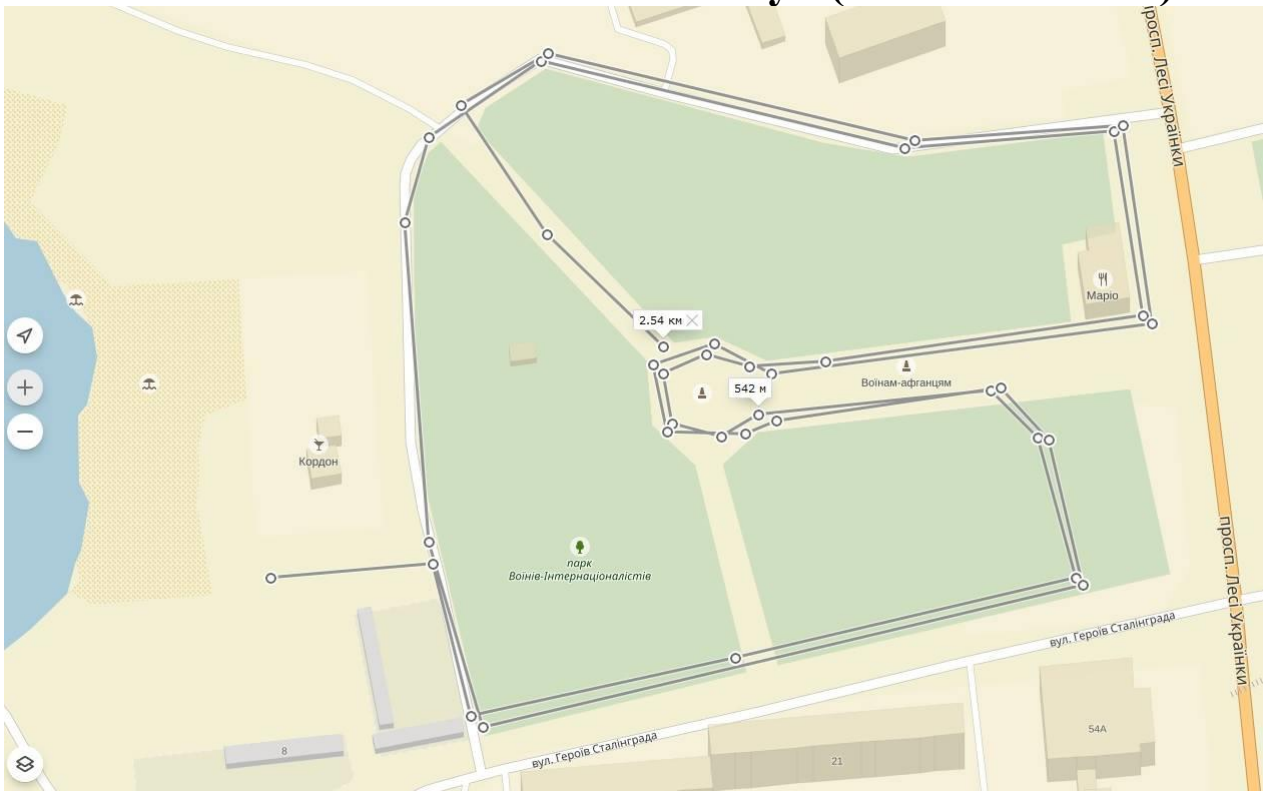 просп. Лесі Українки
Маріо
2.54 км
Воїнам-афганцям
542 м
Кордон
парк
Воїнів-Інтернаціоналістів
просп. Лесі Українки
вул. Героїв Сталінграда
54А
вул. Героїв Сталінграда
8
21